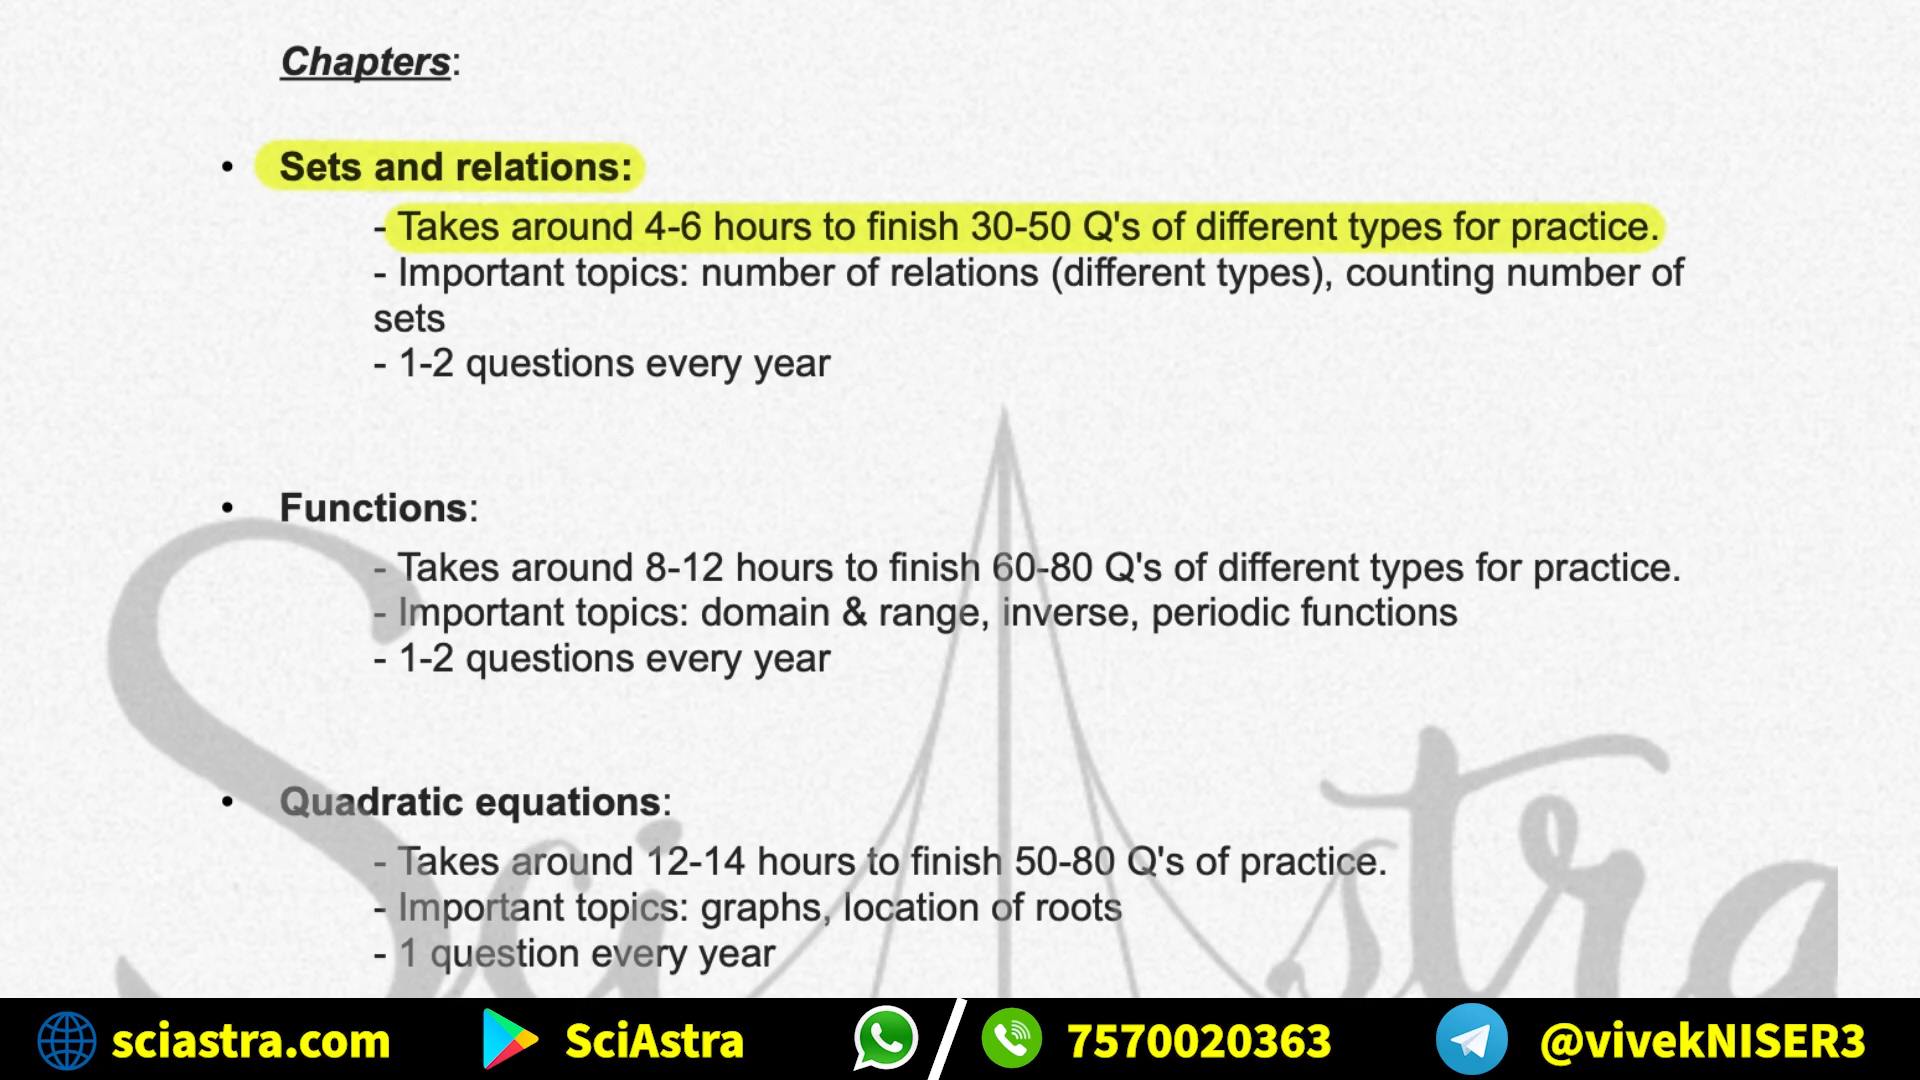 Chapters:
• Sets and relations:
- Takes around 4-6 hours to finish 30-50 Q's of different types for practice.
- Important topics: number of relations (different types), counting number of
sets
- 1-2 questions every year
• Functions:
- Takes around 8-12 hours to finish 60-80 Q's of different types for practice.
- Important topics: domain & range, inverse, periodic functions
- 1-2 questions every year
• Quadratic equations:
- Takes around 12-14 hours to finish 50-80 Q's of practice.
- Important topics: graphs, location of roots
- 1 question every year
SciAstra
sciastra.com SciAstra / 7570020363 @vivekNISER3